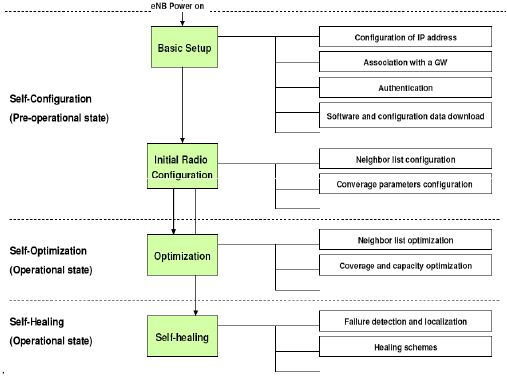 eNB Power on
Basic Setup
Configuration of IP address
Association with a GW
Authentication
Software and configuration data download
Self-Configuration
(Pre-operational state)
Initial Radio
Configuration
Neighbor list configuration
Converage parameters configuration
Self-Optimization
(Operational state)
Optimization
Neighbor list optimization
Coverage and capacity optimization
Self-Healing
(Operational state)
Self-healing
Failure detection and localization
Healing schemes
.